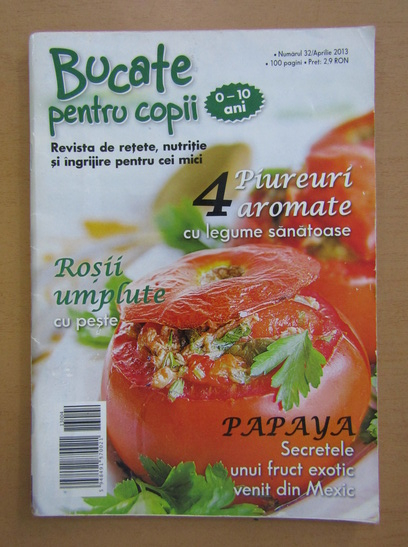 Bucate
pentru copii
0-10
ani
• Numărul 32/Aprilie 2013
• 100 pagini • Preț: 2,9 RON
Revista de rețete, nutriție
și îngrijire pentru cei mici
4 Piureuri
aromate
cu legume sănătoase
Roșii
umplute
cu pește
PAPAYA
Secretele
unui fruct exotic
venit din Mexic